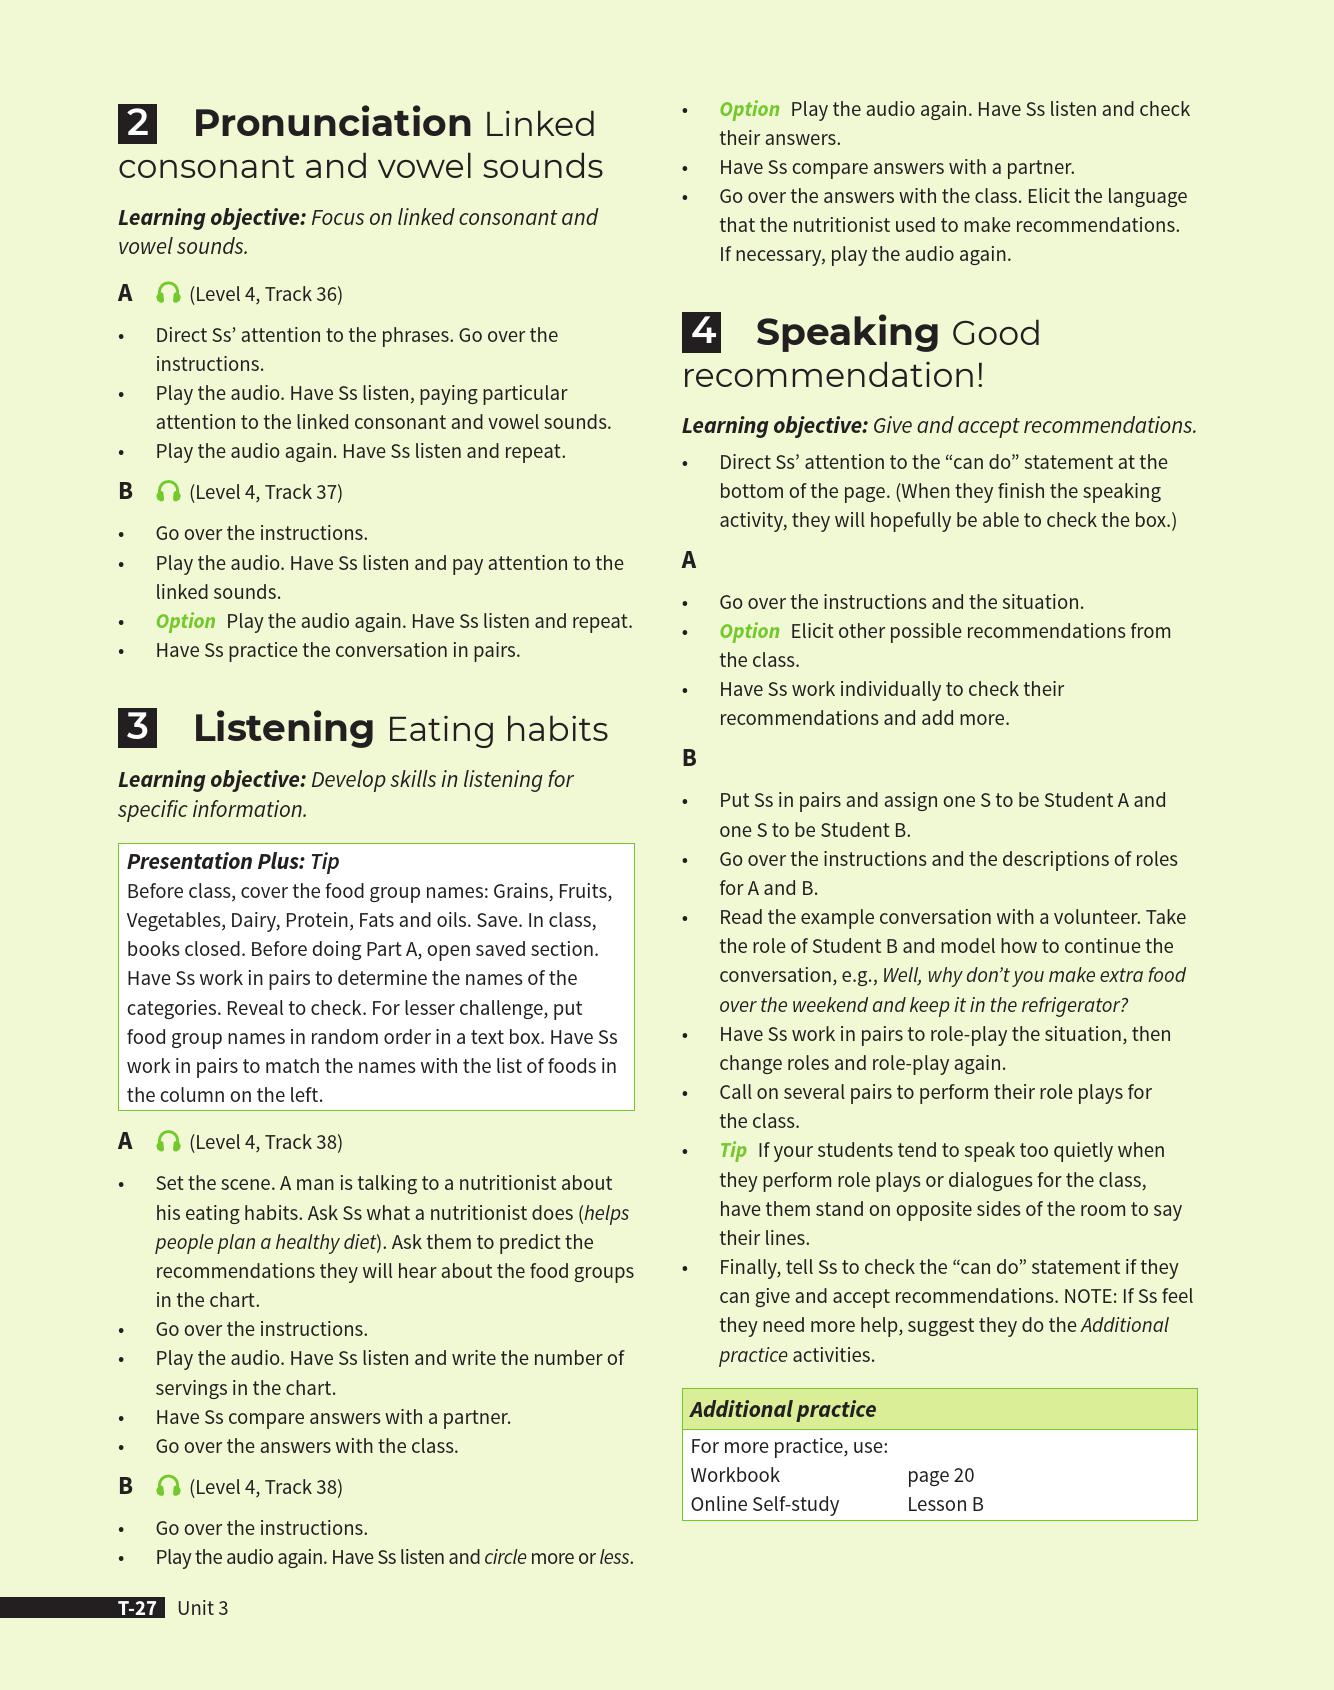 2 Pronunciation Linked
consonant and vowel sounds
Learning objective: Focus on linked consonant and
vowel sounds.
A (Level 4, Track 36)
• Direct Ss’ attention to the phrases. Go over the
instructions.
• Play the audio. Have Ss listen, paying particular
attention to the linked consonant and vowel sounds.
• Play the audio again. Have Ss listen and repeat.
B (Level 4, Track 37)
• Go over the instructions.
• Play the audio. Have Ss listen and pay attention to the
linked sounds.
• Option Play the audio again. Have Ss listen and repeat.
• Have Ss practice the conversation in pairs.
3 Listening Eating habits
Learning objective: Develop skills in listening for
specific information.
Presentation Plus: Tip
Before class, cover the food group names: Grains, Fruits,
Vegetables, Dairy, Protein, Fats and oils. Save. In class,
books closed. Before doing Part A, open saved section.
Have Ss work in pairs to determine the names of the
categories. Reveal to check. For lesser challenge, put
food group names in random order in a text box. Have Ss
work in pairs to match the names with the list of foods in
the column on the left.
A (Level 4, Track 38)
• Set the scene. A man is talking to a nutritionist about
his eating habits. Ask Ss what a nutritionist does (helps
people plan a healthy diet). Ask them to predict the
recommendations they will hear about the food groups
in the chart.
• Go over the instructions.
• Play the audio. Have Ss listen and write the number of
servings in the chart.
• Have Ss compare answers with a partner.
• Go over the answers with the class.
B (Level 4, Track 38)
• Go over the instructions.
• Play the audio again. Have Ss listen and circle more or less.
• Option Play the audio again. Have Ss listen and check
their answers.
• Have Ss compare answers with a partner.
• Go over the answers with the class. Elicit the language
that the nutritionist used to make recommendations.
If necessary, play the audio again.
4 Speaking Good
recommendation!
Learning objective: Give and accept recommendations.
• Direct Ss’ attention to the “can do” statement at the
bottom of the page. (When they finish the speaking
activity, they will hopefully be able to check the box.)
A
• Go over the instructions and the situation.
• Option Elicit other possible recommendations from
the class.
• Have Ss work individually to check their
recommendations and add more.
B
• Put Ss in pairs and assign one S to be Student A and
one S to be Student B.
• Go over the instructions and the descriptions of roles
for A and B.
• Read the example conversation with a volunteer. Take
the role of Student B and model how to continue the
conversation, e.g., Well, why don’t you make extra food
over the weekend and keep it in the refrigerator?
• Have Ss work in pairs to role-play the situation, then
change roles and role-play again.
• Call on several pairs to perform their role plays for
the class.
• Tip If your students tend to speak too quietly when
they perform role plays or dialogues for the class,
have them stand on opposite sides of the room to say
their lines.
• Finally, tell Ss to check the “can do” statement if they
can give and accept recommendations. NOTE: If Ss feel
they need more help, suggest they do the Additional
practice activities.
Additional practice
For more practice, use:
Workbook page 20
Online Self-study Lesson B
T-27 Unit 3